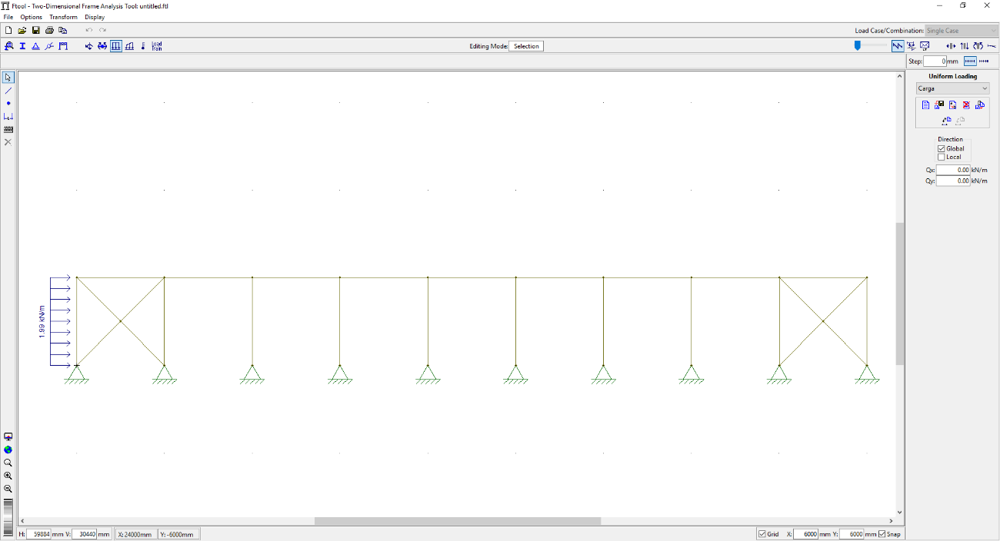 Ftool - Two-Dimensional Frame Analysis Tool: untitled.ftl
File Options Transform Display
Load Case/Combination: Single Case
Load Train
Editing Mode: Selection
Step: 0 mm
Uniform Loading
Carga
Direction
Global
Local
Qx: 0.00 kN/m
Qy: 0.00 kN/m
1.99 kN/m
H: 59884 mm V: 30440 mm X: 24000mm Y: -6000mm Grid X: 6000 mm Y: 6000 mm Snap